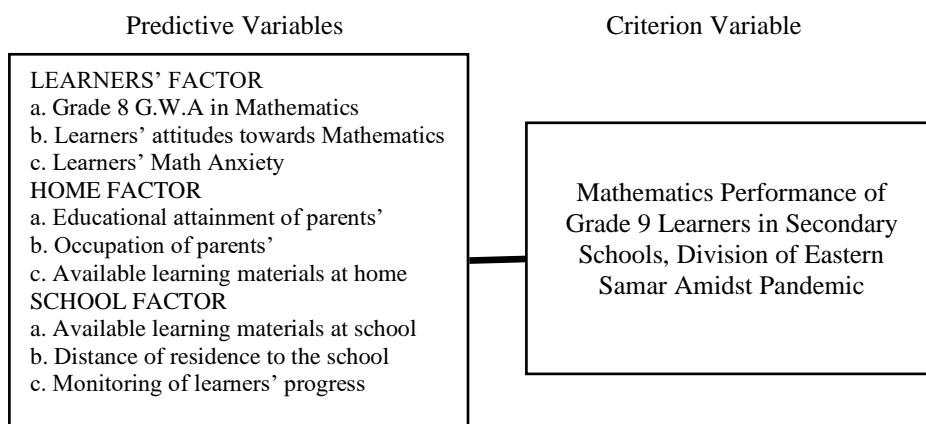 Predictive Variables
Criterion Variable
LEARNERS’ FACTOR
a. Grade 8 G.W.A in Mathematics
b. Learners’ attitudes towards Mathematics
c. Learners’ Math Anxiety
HOME FACTOR
a. Educational attainment of parents’
b. Occupation of parents’
c. Available learning materials at home
SCHOOL FACTOR
a. Available learning materials at school
b. Distance of residence to the school
c. Monitoring of learners’ progress
Mathematics Performance of
Grade 9 Learners in Secondary
Schools, Division of Eastern
Samar Amidst Pandemic